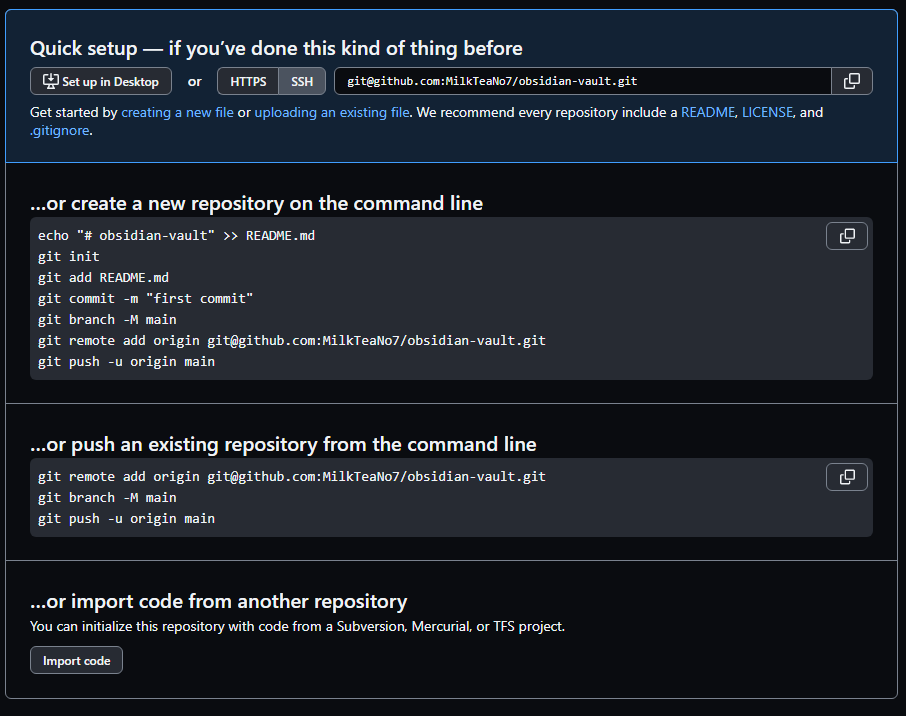 Quick setup — if you’ve done this kind of thing before
Set up in Desktop or HTTPS SSH git@github.com:MilkTeaNo7/obsidian-vault.git
Get started by creating a new file or uploading an existing file. We recommend every repository include a README, LICENSE, and
.gitignore.
…or create a new repository on the command line
echo "# obsidian-vault" >> README.md
git init
git add README.md
git commit -m "first commit"
git branch -M main
git remote add origin git@github.com:MilkTeaNo7/obsidian-vault.git
git push -u origin main
…or push an existing repository from the command line
git remote add origin git@github.com:MilkTeaNo7/obsidian-vault.git
git branch -M main
git push -u origin main
…or import code from another repository
You can initialize this repository with code from a Subversion, Mercurial, or TFS project.
Import code